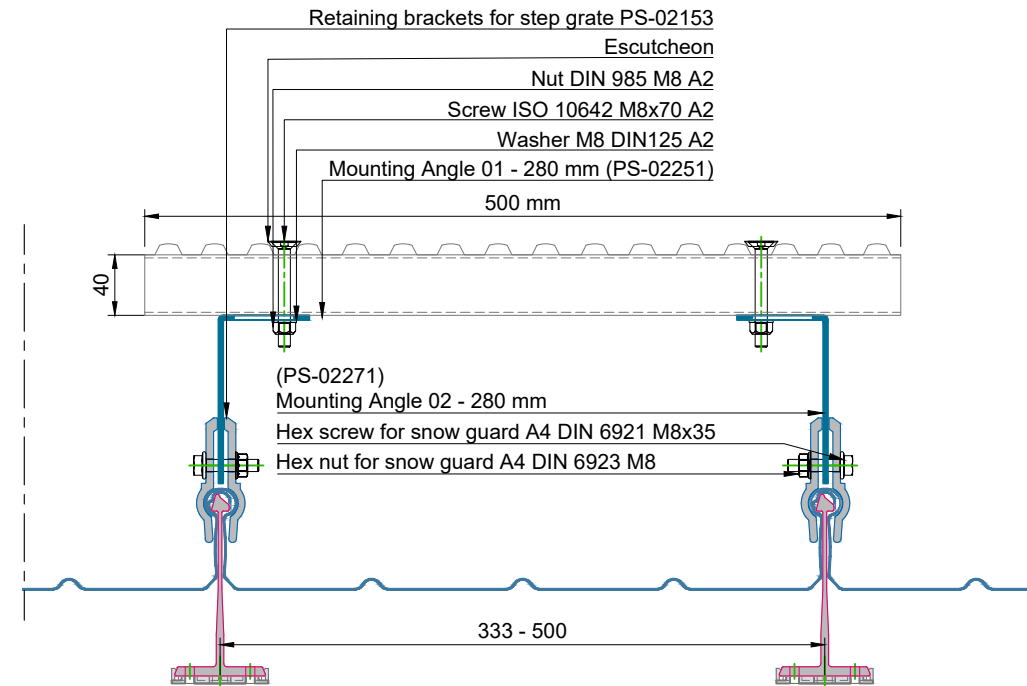 Retaining brackets for step grate PS-02153
Escutcheon
Nut DIN 985 M8 A2
Screw ISO 10642 M8x70 A2
Washer M8 DIN125 A2
Mounting Angle 01 - 280 mm (PS-02251)
500 mm
40
(PS-02271)
Mounting Angle 02 - 280 mm
Hex screw for snow guard A4 DIN 6921 M8x35
Hex nut for snow guard A4 DIN 6923 M8
333 - 500